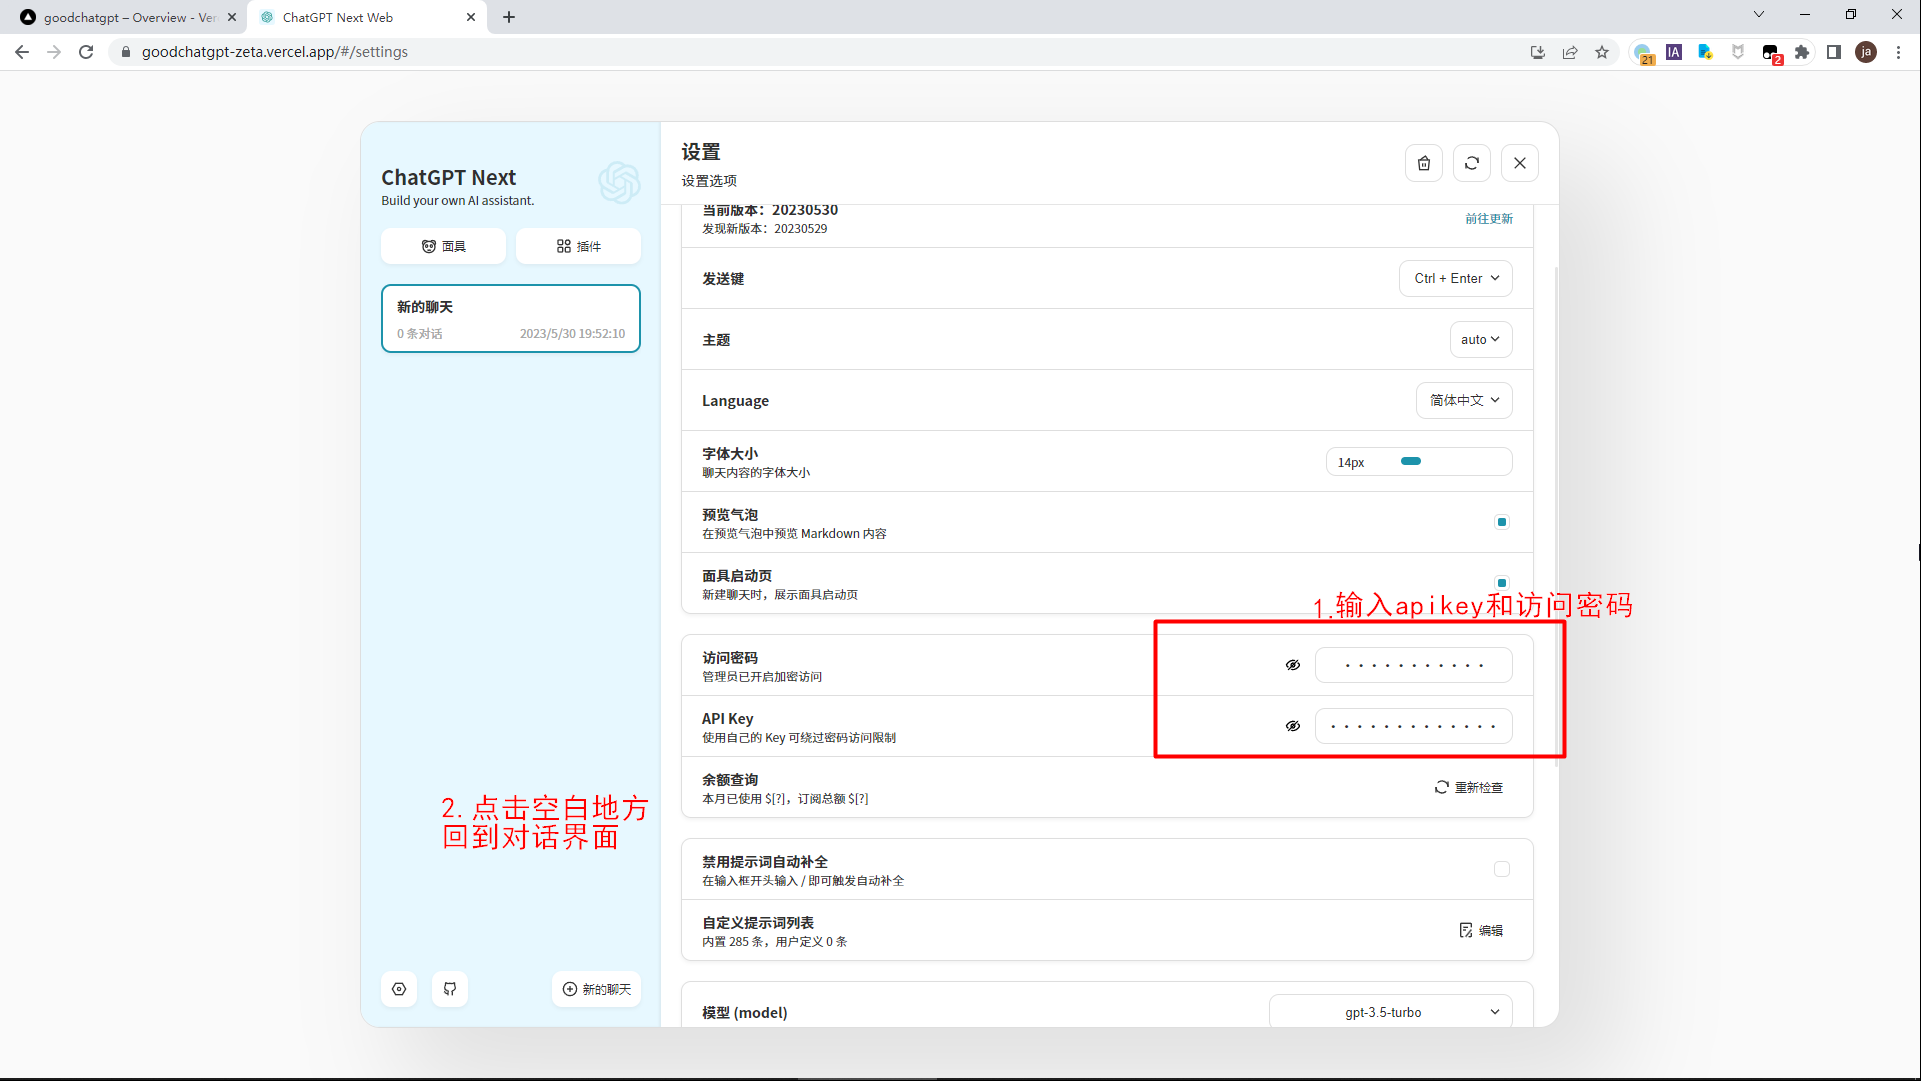 goodchatgpt – Overview - Ver
ChatGPT Next Web
goodchatgpt-zeta.vercel.app/#/settings
21
IA
2
ja
ChatGPT Next
Build your own AI assistant.
面具
插件
新的聊天
0 条对话
2023/5/30 19:52:10
2.点击空白地方
回到对话界面
新的聊天
设置
设置选项
当前版本：20230530
发现新版本：20230529
前往更新
发送键
Ctrl + Enter
主题
auto
Language
简体中文
字体大小
聊天内容的字体大小
14px
预览气泡
在预览气泡中预览 Markdown 内容
面具启动页
新建聊天时，展示面具启动页
1.输入apikey和访问密码
访问密码
管理员已开启加密访问
API Key
使用自己的 Key 可绕过密码访问限制
余额查询
本月已使用 $[?]，订阅总额 $[?]
重新检查
禁用提示词自动补全
在输入框开头输入 / 即可触发自动补全
自定义提示词列表
内置 285 条，用户定义 0 条
编辑
模型 (model)
gpt-3.5-turbo